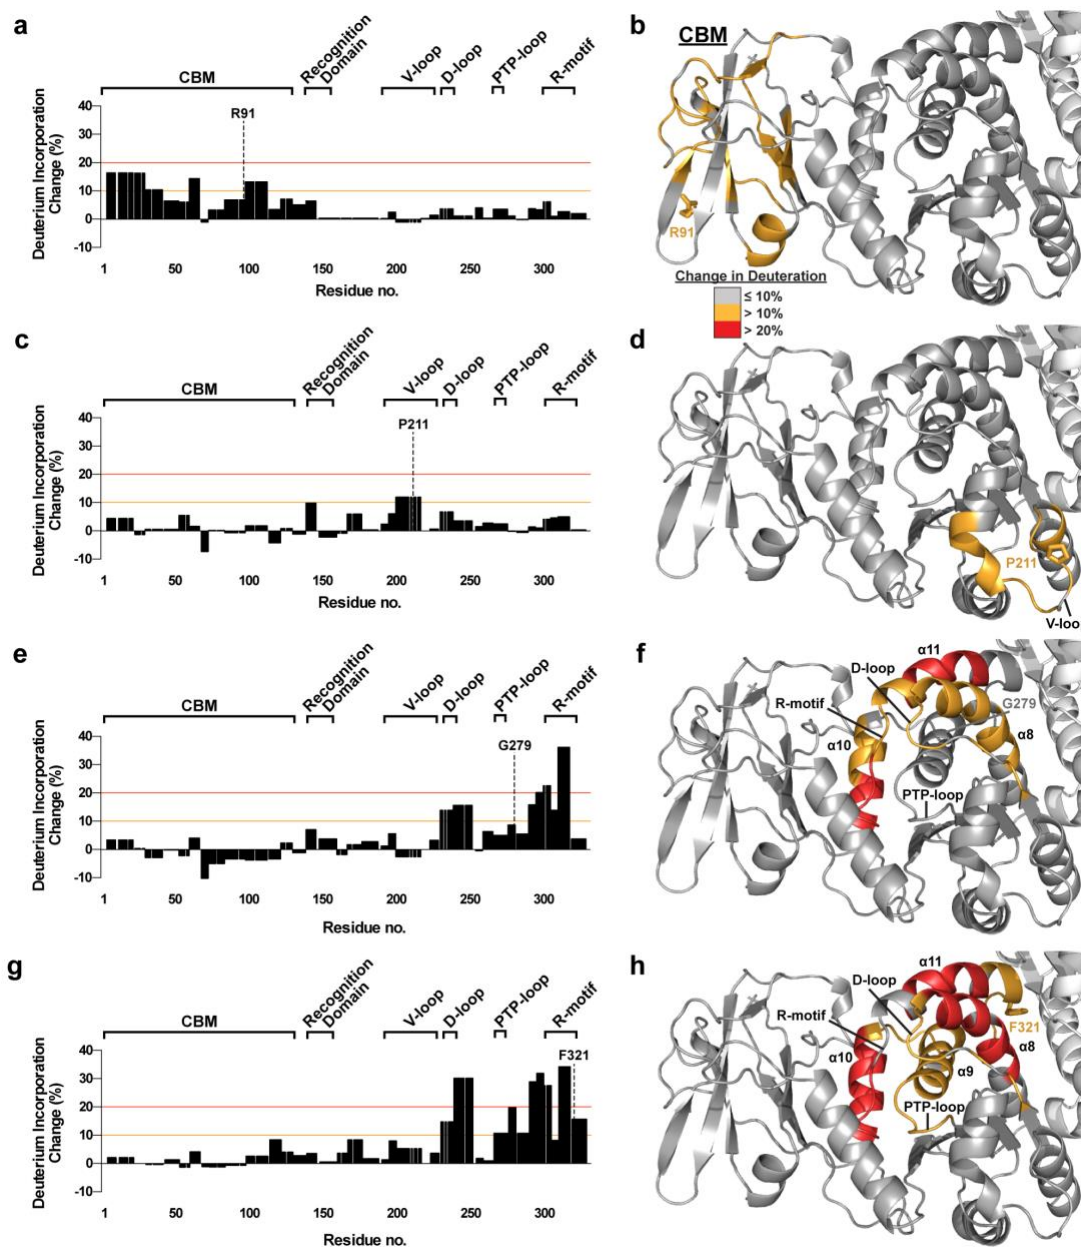 a
CBM
Recognition
Domain
V-loop
D-loop
PTP-loop
R-motif
R91
Deuterium Incorporation
Change (%)
40
30
20
10
0
-10
1
50
100
150
200
250
300
Residue no.
b
CBM
R91
Change in Deuteration
≤ 10%
> 10%
> 20%
c
CBM
Recognition
Domain
V-loop
D-loop
PTP-loop
R-motif
P211
Deuterium Incorporation
Change (%)
40
30
20
10
0
-10
1
50
100
150
200
250
300
Residue no.
d
P211
V-loo
e
CBM
Recognition
Domain
V-loop
D-loop
PTP-loop
R-motif
G279
Deuterium Incorporation
Change (%)
40
30
20
10
0
-10
1
50
100
150
200
250
300
Residue no.
f
α11
D-loop
R-motif
G279
α10
α8
PTP-loop
g
CBM
Recognition
Domain
V-loop
D-loop
PTP-loop
R-motif
F321
Deuterium Incorporation
Change (%)
40
30
20
10
0
-10
1
50
100
150
200
250
300
Residue no.
h
α11
D-loop
R-motif
F321
α10
α8
α9
PTP-loop